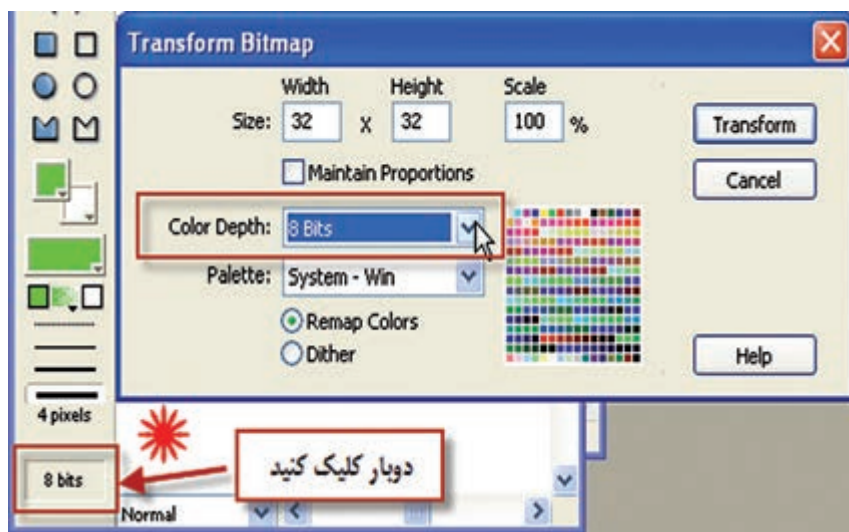 Transform Bitmap
Width Height Scale
Size: 32 x 32 100 %
Maintain Proportions
Color Depth: 8 Bits
Palette: System - Win
Remap Colors
Dither
Transform
Cancel
Help
4 pixels
8 bits
دوبار کلیک کنید
Normal